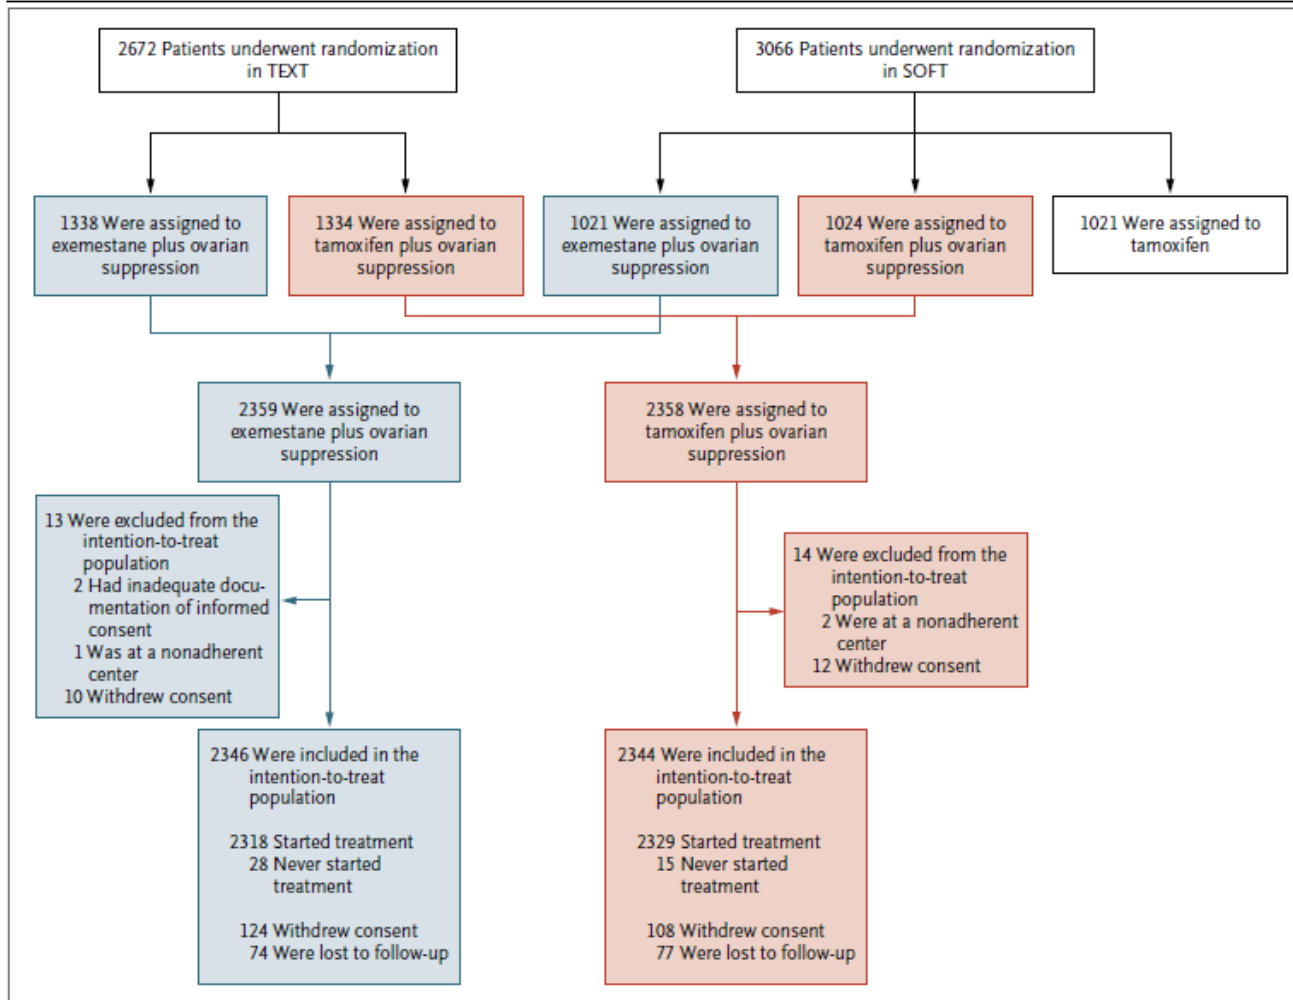 2672 Patients underwent randomization
in TEXT
3066 Patients underwent randomization
in SOFT
1338 Were assigned to
exemestane plus ovarian
suppression
1334 Were assigned to
tamoxifen plus ovarian
suppression
1021 Were assigned to
exemestane plus ovarian
suppression
1024 Were assigned to
tamoxifen plus ovarian
suppression
1021 Were assigned to
tamoxifen
2359 Were assigned to
exemestane plus ovarian
suppression
2358 Were assigned to
tamoxifen plus ovarian
suppression
13 Were excluded from the
intention-to-treat
population
2 Had inadequate docu-
mentation of informed
consent
1 Was at a nonadherent
center
10 Withdrew consent
14 Were excluded from the
intention-to-treat
population
2 Were at a nonadherent
center
12 Withdrew consent
2346 Were included in the
intention-to-treat
population
2318 Started treatment
28 Never started
treatment
124 Withdrew consent
74 Were lost to follow-up
2344 Were included in the
intention-to-treat
population
2329 Started treatment
15 Never started
treatment
108 Withdrew consent
77 Were lost to follow-up